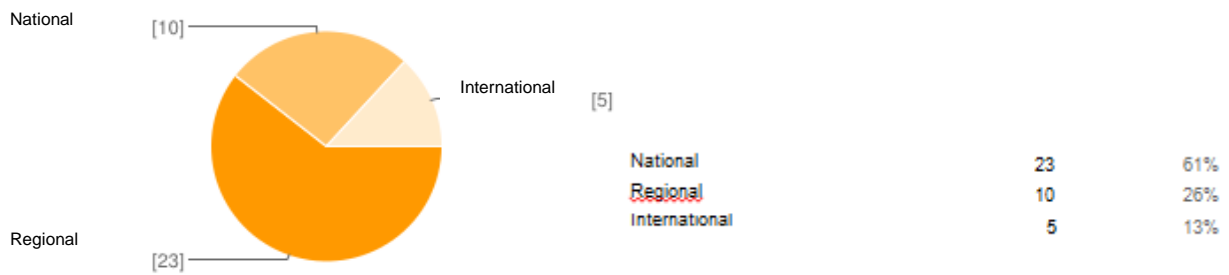 National
[10]
International
[5]
Regional
[23]
National 23 61%
Regional 10 26%
International 5 13%